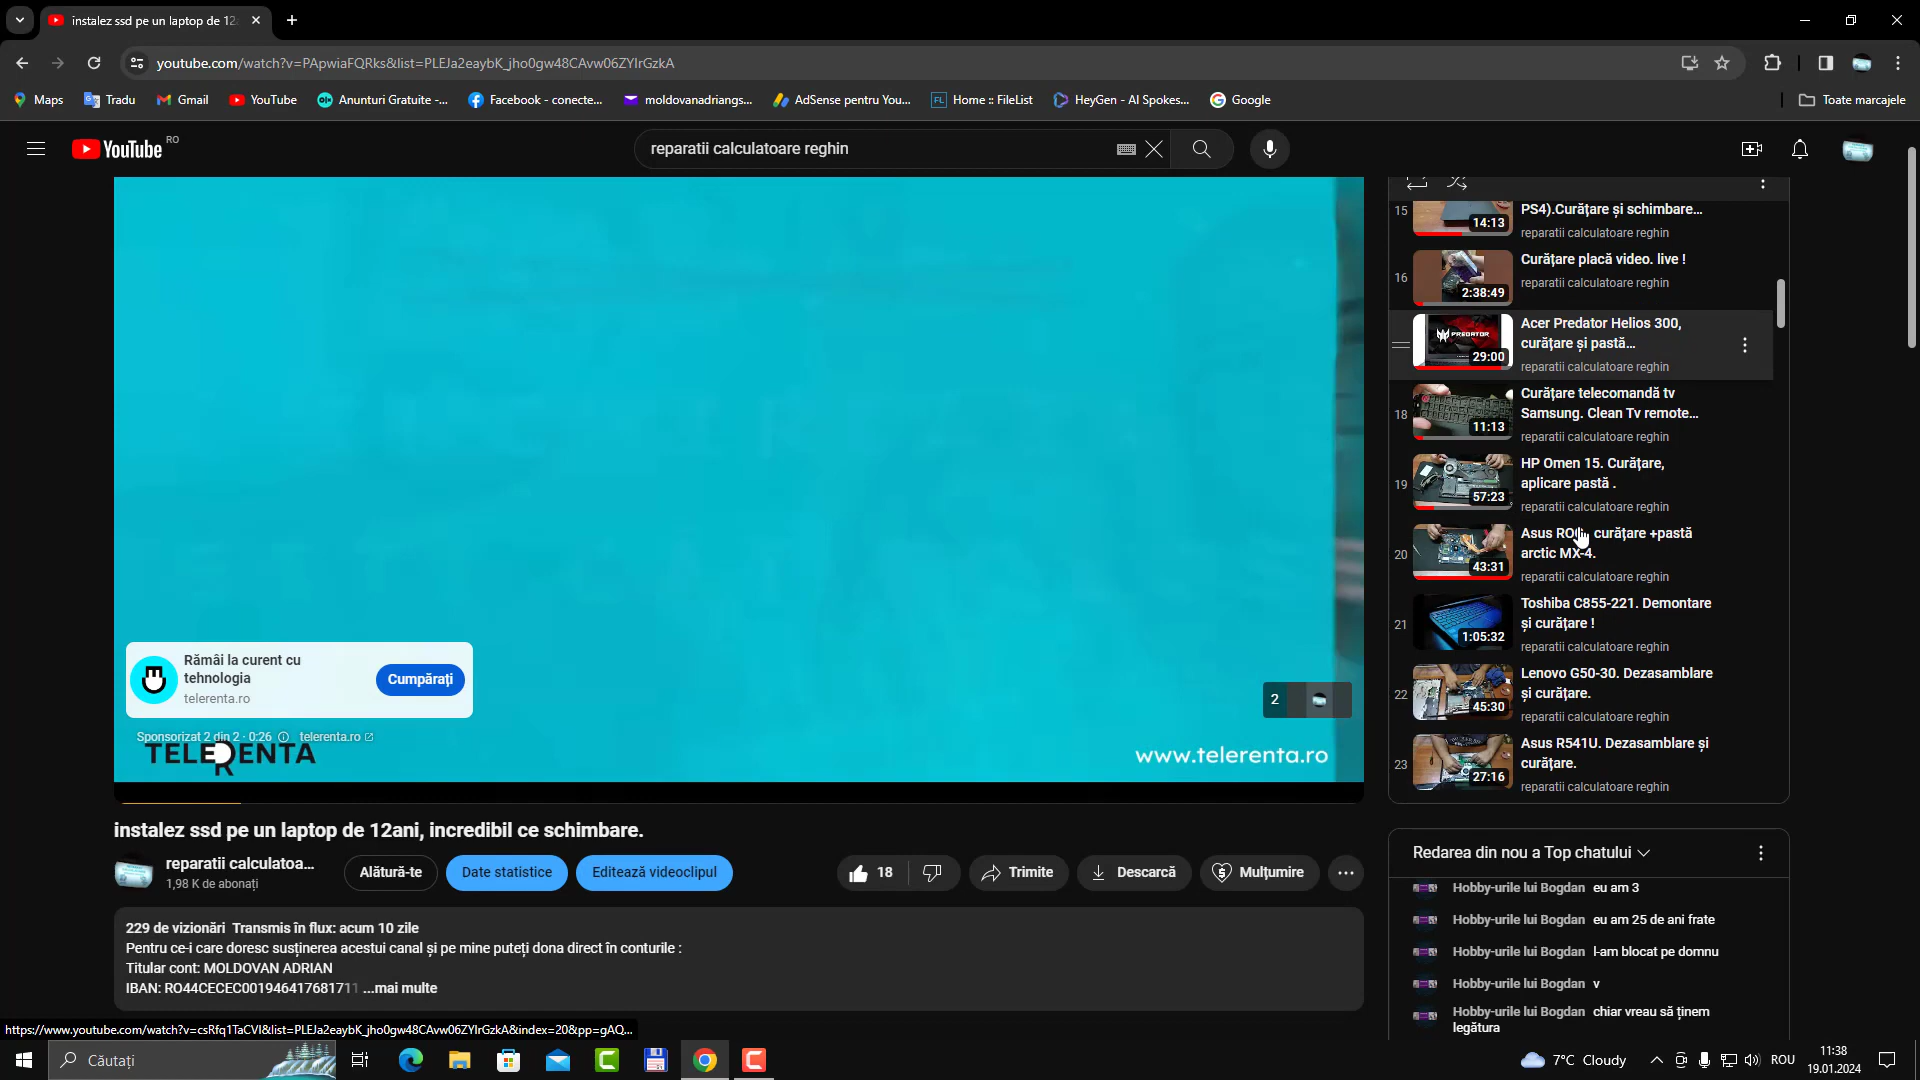 instalez ssd pe un laptop de 12
youtube.com/watch?v=PApwiaFQRks&list=PLEJa2eaybK_jho0gw48CAvw06ZYIrGzkA
Maps
Tradu
Gmail
YouTube
Anunturi Gratuite -...
Facebook - conecte...
moldovanadriangs...
AdSense pentru You...
Home :: FileList
HeyGen - AI Spokes...
Google
Toate marcajele
YouTube RO
reparatii calculatoare reghin
15
14:13
PS4).Curățare și schimbare...
reparatii calculatoare reghin
16
2:38:49
Curățare placă video. live !
reparatii calculatoare reghin
PREDATOR
29:00
Acer Predator Helios 300,
curățare și pastă...
reparatii calculatoare reghin
18
11:13
Curățare telecomandă tv
Samsung. Clean Tv remote...
reparatii calculatoare reghin
19
57:23
HP Omen 15. Curățare,
aplicare pastă .
reparatii calculatoare reghin
20
43:31
Asus ROG, curățare +pastă
arctic MX-4.
reparatii calculatoare reghin
21
1:05:32
Toshiba C855-221. Demontare
și curățare !
reparatii calculatoare reghin
22
45:30
Lenovo G50-30. Dezasamblare
și curățare.
reparatii calculatoare reghin
23
27:16
Asus R541U. Dezasamblare și
curățare.
reparatii calculatoare reghin
Rămâi la curent cu
tehnologia
telerenta.ro
Cumpărați
2
Sponsorizat 2 din 2 · 0:26
telerenta.ro
TELERENTA
www.telerenta.ro
instalez ssd pe un laptop de 12ani, incredibil ce schimbare.
reparatii calculatoa...
1,98 K de abonați
Alătură-te
Date statistice
Editează videoclipul
18
Trimite
Descarcă
Mulțumire
229 de vizionări Transmis în flux: acum 10 zile
Pentru ce-i care doresc susținerea acestui canal și pe mine puteți dona direct în conturile :
Titular cont: MOLDOVAN ADRIAN
IBAN: RO44CECEC001946417681711 ...mai multe
Redarea din nou a Top chatului
Hobby-urile lui Bogdan eu am 3
Hobby-urile lui Bogdan eu am 25 de ani frate
Hobby-urile lui Bogdan l-am blocat pe domnu
Hobby-urile lui Bogdan v
Hobby-urile lui Bogdan chiar vreau să ținem
legătura
https://www.youtube.com/watch?v=csRfq1TaCVI&list=PLEJa2eaybK_jho0gw48CAvw06ZYIrGzkA&index=20&pp=gAQ...
Căutați
7°C Cloudy
ROU
11:38
19.01.2024